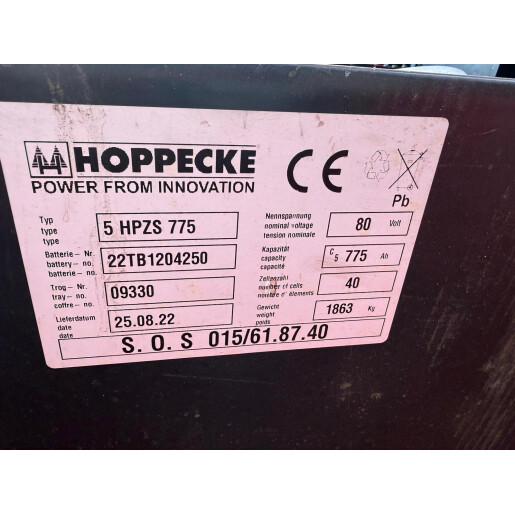 HOPPECKE
POWER FROM INNOVATION
CE
Pb
Typ
type
type
5 HPZS 775
Batterie- Nr.
battery- no.
batterie- no.
22TB1204250
Trog- Nr.
tray- no.
coffre- no.
09330
Lieferdatum
date
date
25.08.22
Nennspannung
nominal voltage
tension nominale
80 Volt
Kapazität
capacity
capacité
C5 775 Ah
Zellenzahl
number of cells
nombre d'elements
40
Gewicht
weight
poids
1863 Kg
S. O. S 015/61.87.40